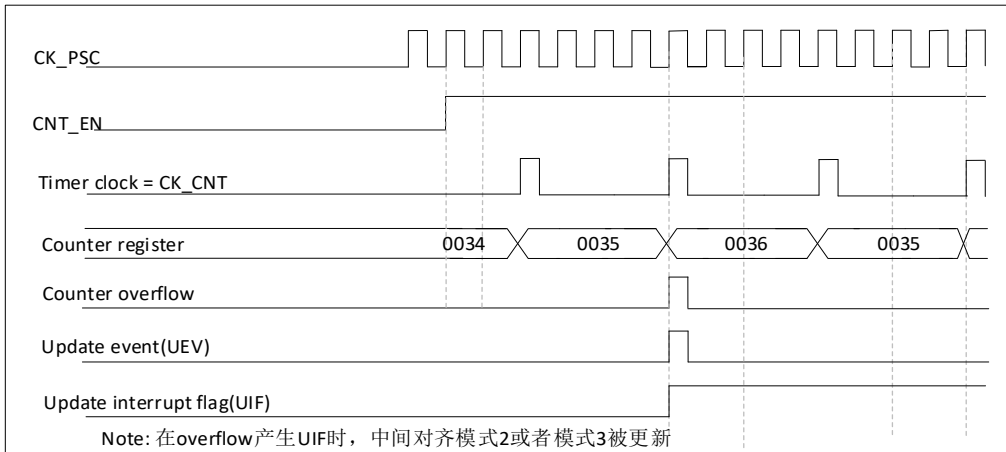 CK_PSC
CNT_EN
Timer clock = CK_CNT
Counter register 0034 0035 0036 0035
Counter overflow
Update event(UEV)
Update interrupt flag(UIF)
Note: 在overflow产生UIF时，中间对齐模式2或者模式3被更新